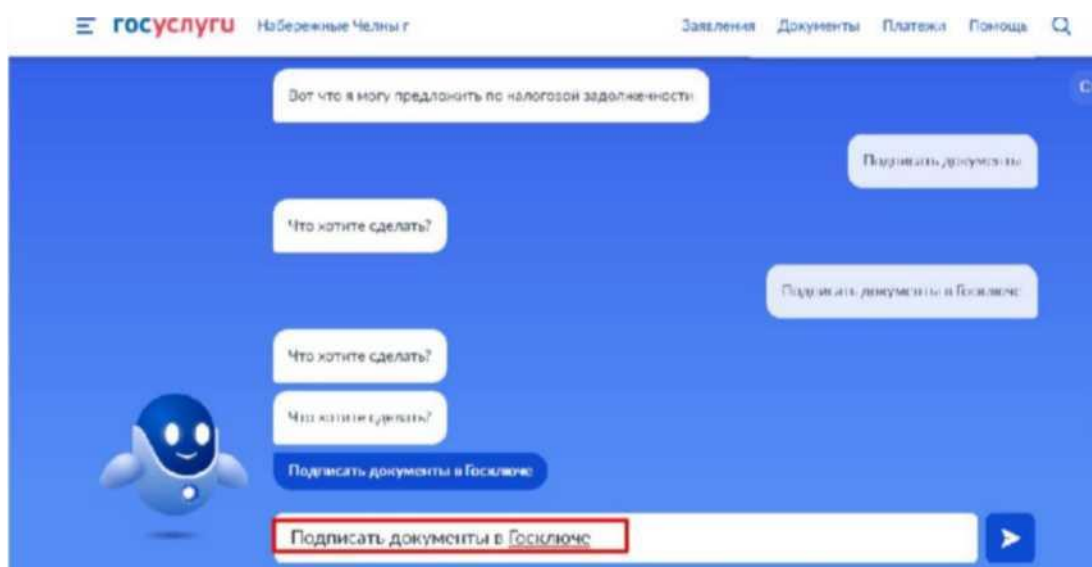 госуслуги Набережные Челны г Заявления Документы Платежи Помощь
Вот что я могу предложить по налоговой задолженности
Подписать документы
Что хотите сделать?
Подписать документы в Госключе
Что хотите сделать?
Что хотите сделать?
Подписать документы в Госключе
Подписать документы в Госключе